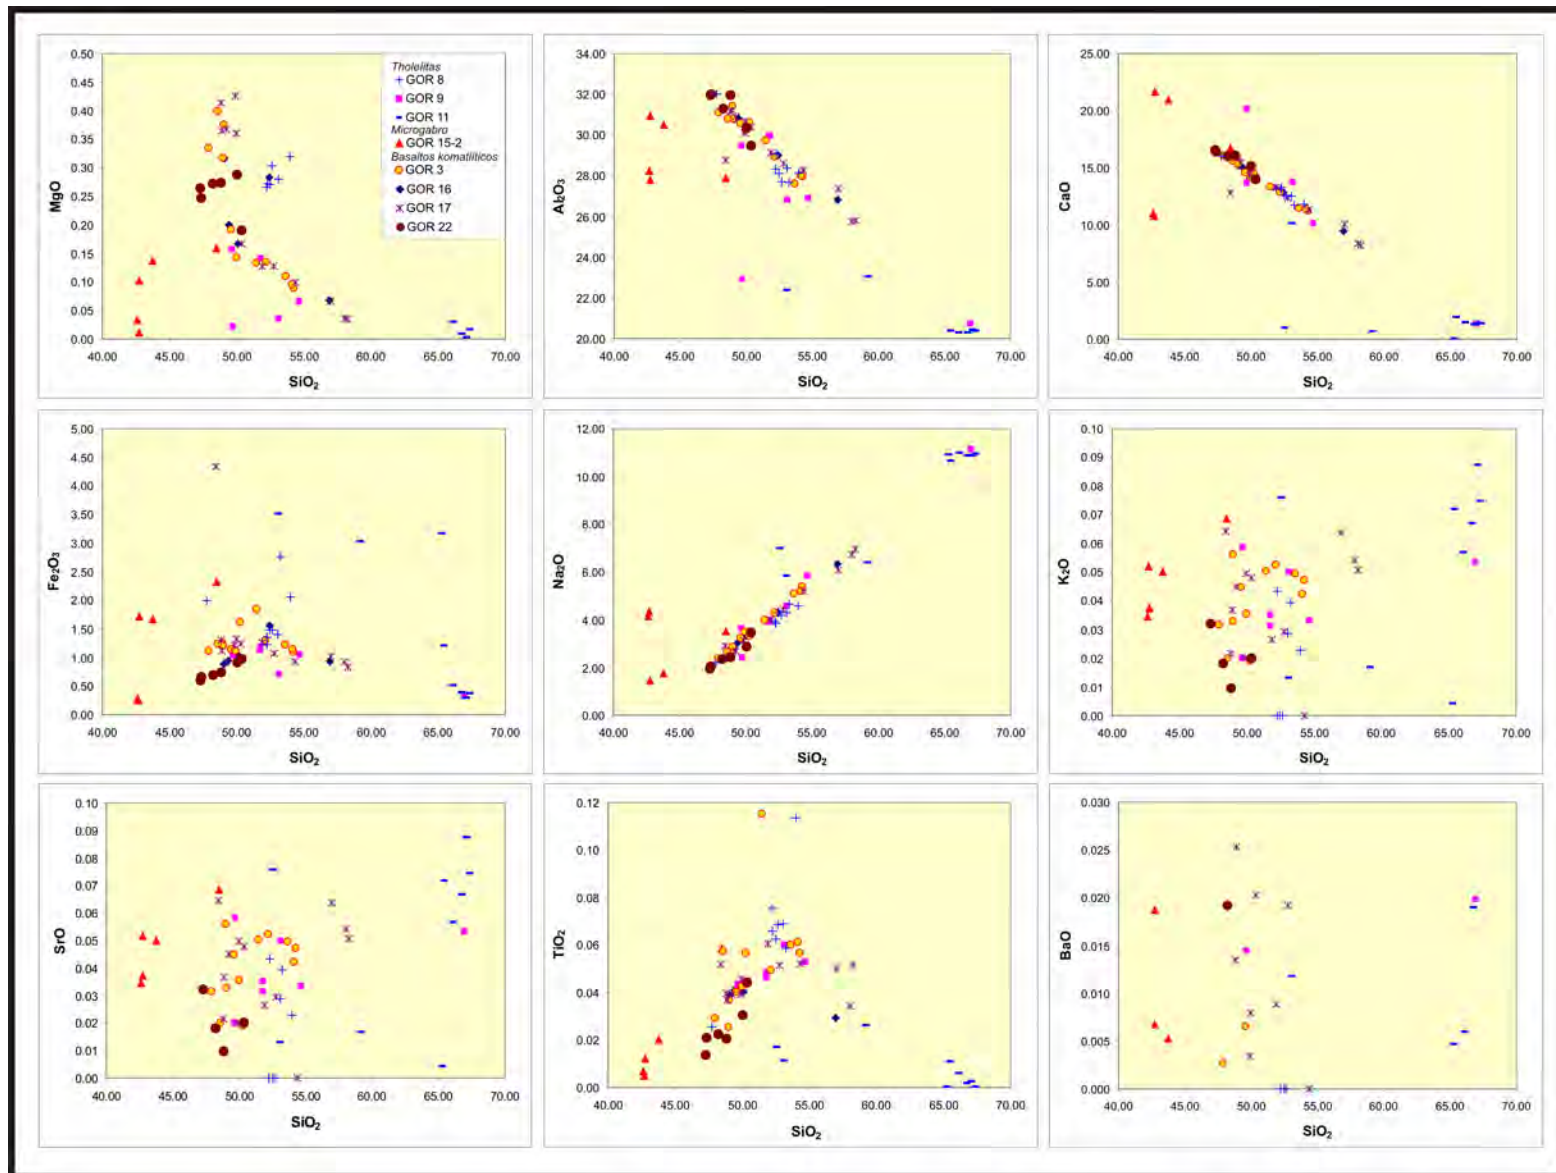 0.50
0.45
0.40
0.35
0.30
0.25
0.20
0.15
0.10
0.05
0.00
MgO
40.00 45.00 50.00 55.00 60.00 65.00 70.00
SiO2
Tholeiitas
GOR 8
GOR 9
GOR 11
Microgabro
GOR 15-2
Basaltos komatiíticos
GOR 3
GOR 16
GOR 17
GOR 22
34.00
32.00
30.00
28.00
26.00
24.00
22.00
20.00
Al2O3
40.00 45.00 50.00 55.00 60.00 65.00 70.00
SiO2
25.00
20.00
15.00
10.00
5.00
0.00
CaO
40.00 45.00 50.00 55.00 60.00 65.00 70.00
SiO2
5.00
4.50
4.00
3.50
3.00
2.50
2.00
1.50
1.00
0.50
0.00
Fe2O3
40.00 45.00 50.00 55.00 60.00 65.00 70.00
SiO2
12.00
10.00
8.00
6.00
4.00
2.00
0.00
Na2O
40.00 45.00 50.00 55.00 60.00 65.00 70.00
SiO2
0.10
0.09
0.08
0.07
0.06
0.05
0.04
0.03
0.02
0.01
0.00
K2O
40.00 45.00 50.00 55.00 60.00 65.00 70.00
SiO2
0.10
0.09
0.08
0.07
0.06
0.05
0.04
0.03
0.02
0.01
0.00
SrO
40.00 45.00 50.00 55.00 60.00 65.00 70.00
SiO2
0.12
0.10
0.08
0.06
0.04
0.02
0.00
TiO2
40.00 45.00 50.00 55.00 60.00 65.00 70.00
SiO2
0.030
0.025
0.020
0.015
0.010
0.005
0.000
BaO
40.00 45.00 50.00 55.00 60.00 65.00 70.00
SiO2